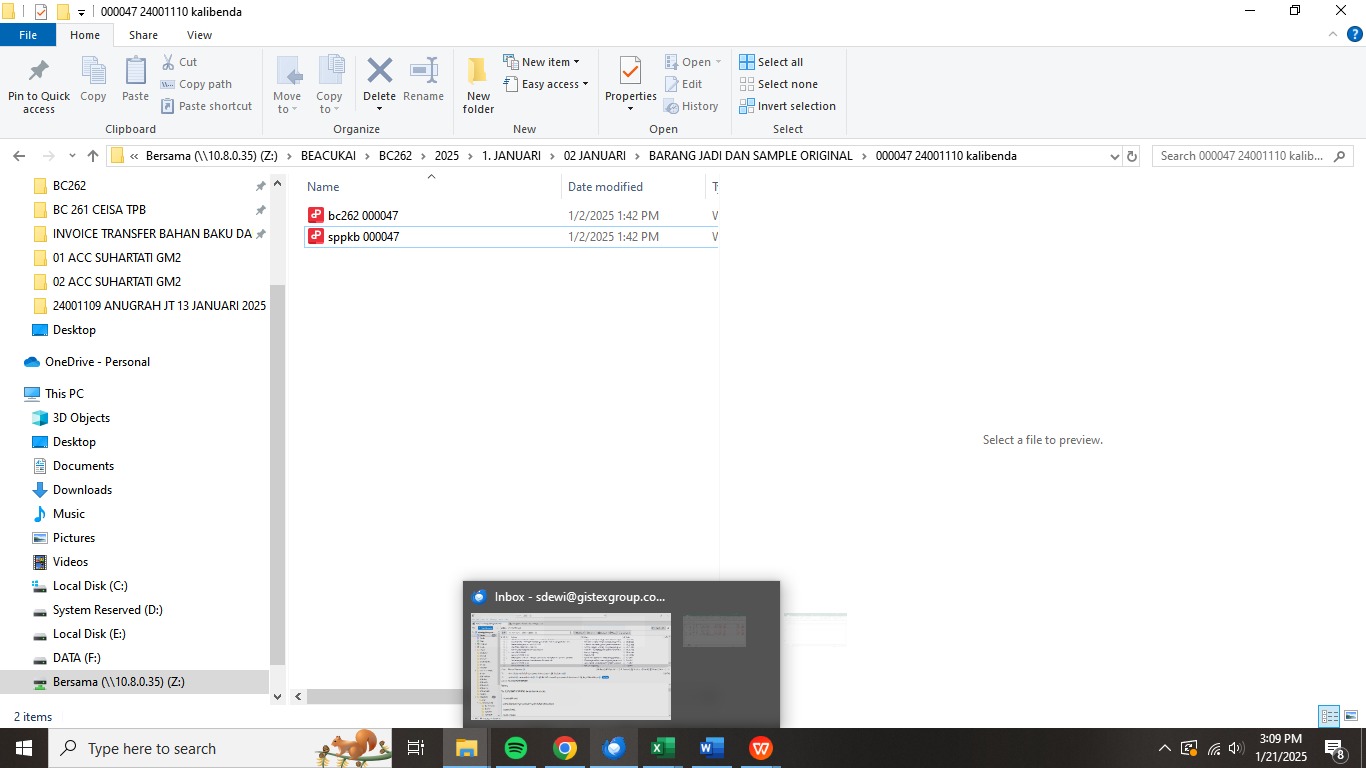 000047 24001110 kalibenda
File Home Share View
Pin to Quick access
Copy
Paste
Cut
Copy path
Paste shortcut
Clipboard
Move to
Copy to
Delete
Rename
Organize
New folder
New item
Easy access
New
Properties
Open
Edit
History
Open
Select all
Select none
Invert selection
Select
« Bersama (\\10.8.0.35) (Z:) › BEACUKAI › BC262 › 2025 › 1. JANUARI › 02 JANUARI › BARANG JADI DAN SAMPLE ORIGINAL › 000047 24001110 kalibenda
Search 000047 24001110 kalib...
BC262
BC 261 CEISA TPB
INVOICE TRANSFER BAHAN BAKU DA
01 ACC SUHARTATI GM2
02 ACC SUHARTATI GM2
24001109 ANUGRAH JT 13 JANUARI 2025
Desktop
OneDrive - Personal
This PC
3D Objects
Desktop
Documents
Downloads
Music
Pictures
Videos
Local Disk (C:)
System Reserved (D:)
Local Disk (E:)
DATA (F:)
Bersama (\\10.8.0.35) (Z:)
Name Date modified
bc262 000047 1/2/2025 1:42 PM
sppkb 000047 1/2/2025 1:42 PM
Select a file to preview.
Inbox - sdewi@gistexgroup.co...
2 items
Type here to search
3:09 PM
1/21/2025
8